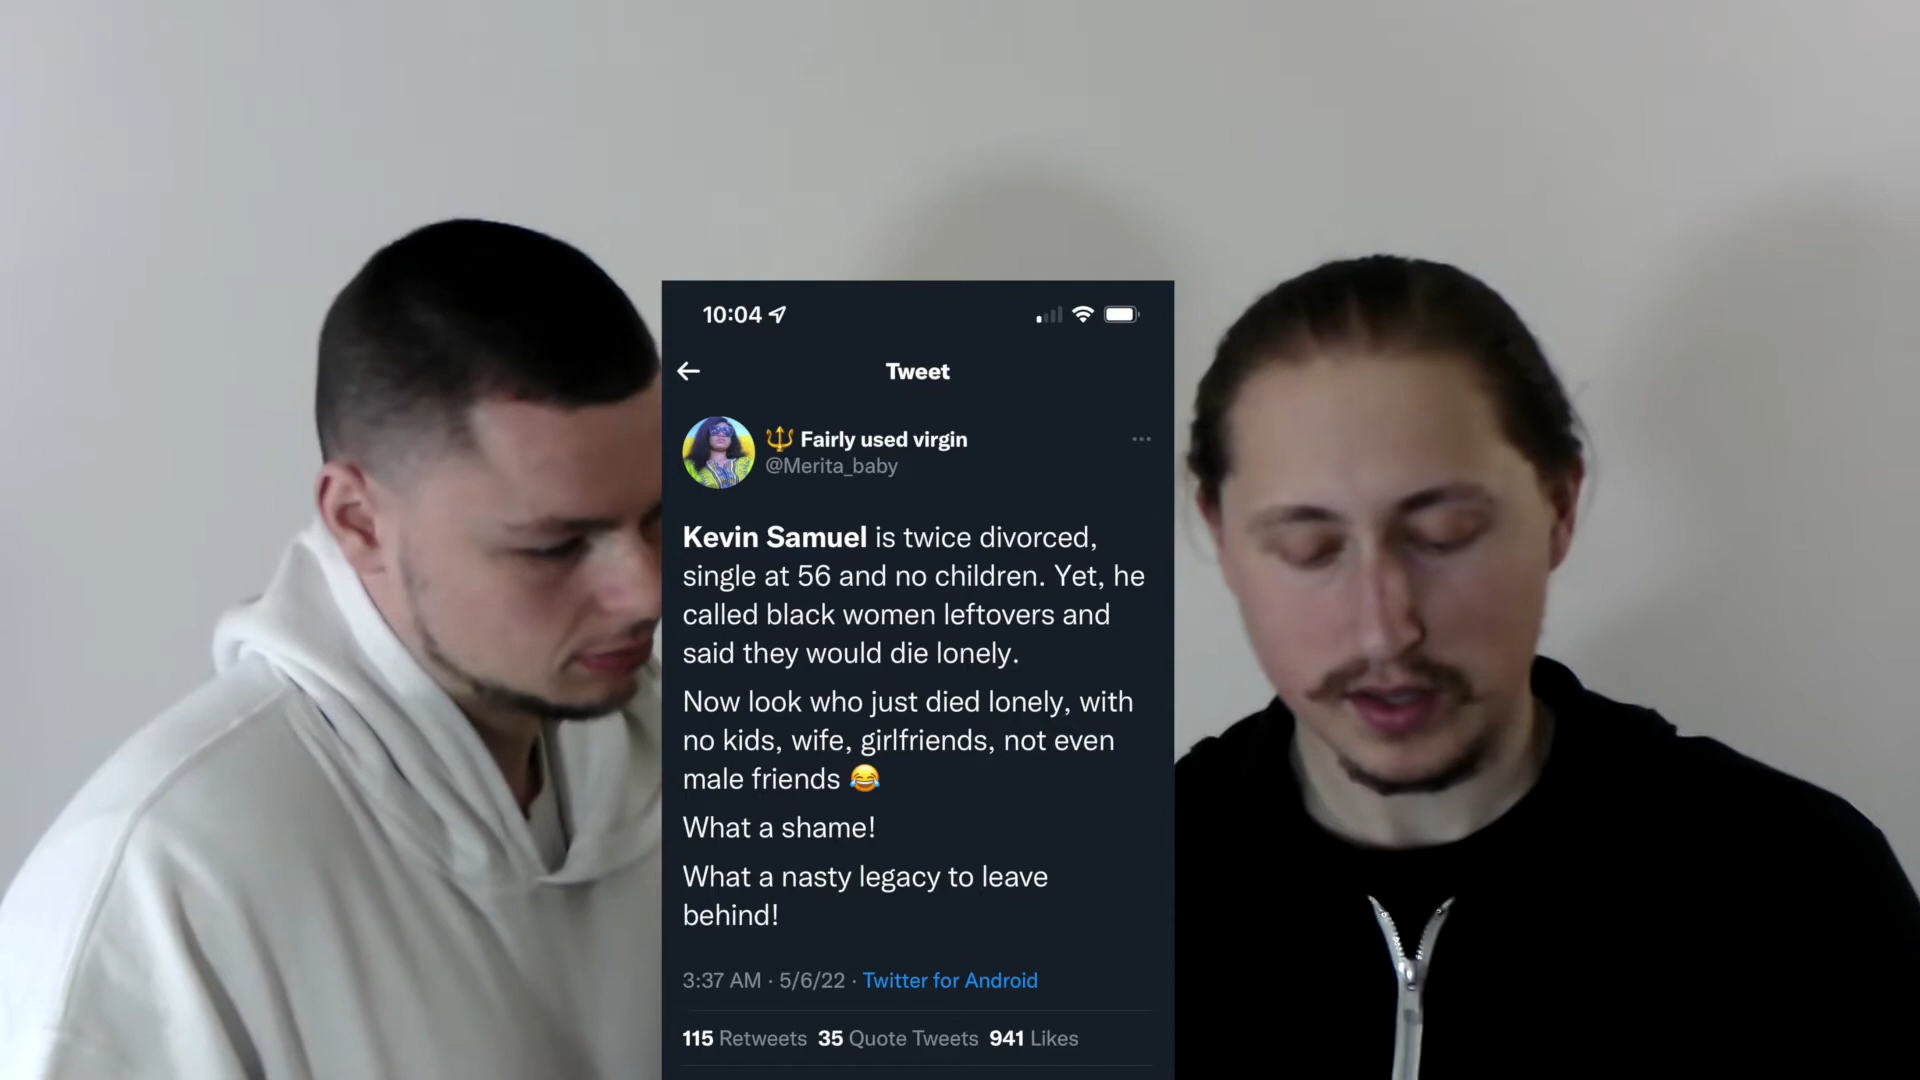 10:04
Tweet
🔱 Fairly used virgin
@Merita_baby
Kevin Samuel is twice divorced,
single at 56 and no children. Yet, he
called black women leftovers and
said they would die lonely.
Now look who just died lonely, with
no kids, wife, girlfriends, not even
male friends 😂
What a shame!
What a nasty legacy to leave
behind!
3:37 AM · 5/6/22 · Twitter for Android
115 Retweets 35 Quote Tweets 941 Likes